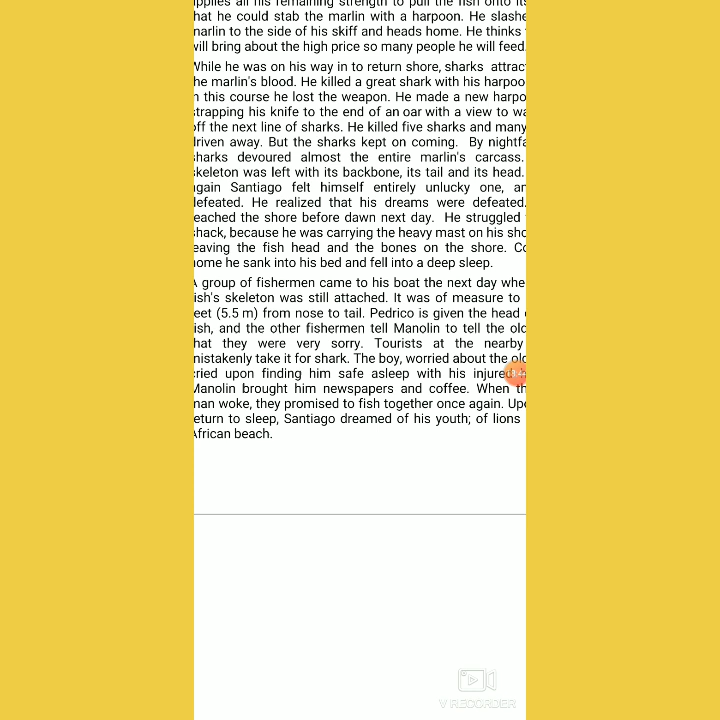 applies all his remaining strength to pull the fish onto its
hat he could stab the marlin with a harpoon. He slashe
narlin to the side of his skiff and heads home. He thinks
will bring about the high price so many people he will feed.
While he was on his way in to return shore, sharks attrac
he marlin's blood. He killed a great shark with his harpoo
n this course he lost the weapon. He made a new harpo
strapping his knife to the end of an oar with a view to wa
off the next line of sharks. He killed five sharks and many
driven away. But the sharks kept on coming. By nightfa
sharks devoured almost the entire marlin's carcass.
skeleton was left with its backbone, its tail and its head.
again Santiago felt himself entirely unlucky one, an
defeated. He realized that his dreams were defeated.
reached the shore before dawn next day. He struggled
shack, because he was carrying the heavy mast on his sho
leaving the fish head and the bones on the shore. Co
home he sank into his bed and fell into a deep sleep.
A group of fishermen came to his boat the next day whe
fish's skeleton was still attached. It was of measure to
feet (5.5 m) from nose to tail. Pedrico is given the head
fish, and the other fishermen tell Manolin to tell the old
hat they were very sorry. Tourists at the nearby
mistakenly take it for shark. The boy, worried about the old
cried upon finding him safe asleep with his injured
Manolin brought him newspapers and coffee. When th
man woke, they promised to fish together once again. Upo
return to sleep, Santiago dreamed of his youth; of lions
African beach.
V RECORDER